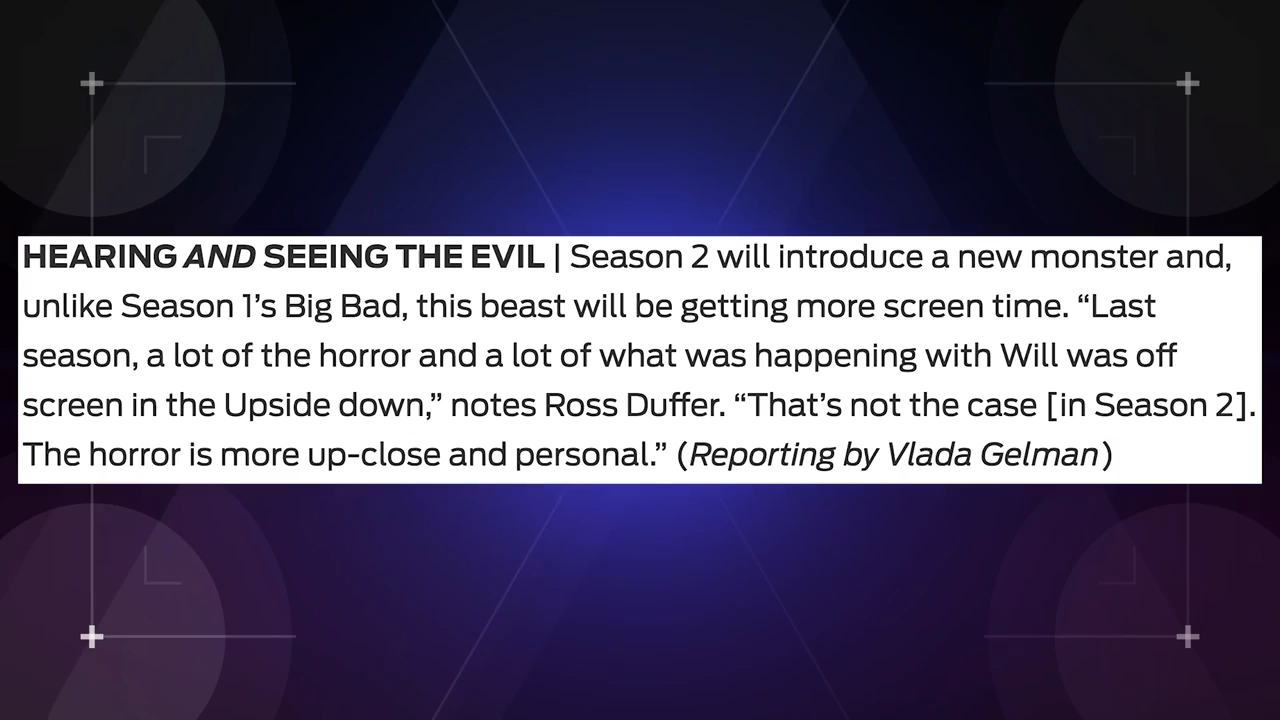 HEARING AND SEEING THE EVIL | Season 2 will introduce a new monster and,
unlike Season 1’s Big Bad, this beast will be getting more screen time. “Last
season, a lot of the horror and a lot of what was happening with Will was off
screen in the Upside down,” notes Ross Duffer. “That’s not the case [in Season 2].
The horror is more up-close and personal.” (Reporting by Vlada Gelman)